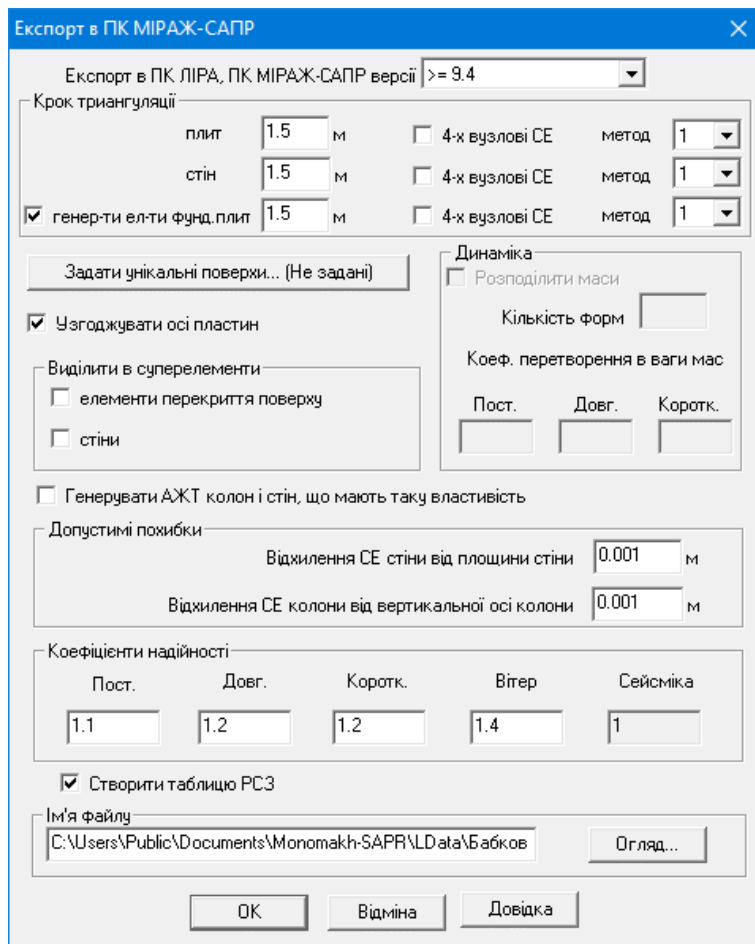 Експорт в ПК МІРАЖ-САПР
Експорт в ПК ЛІРА, ПК МІРАЖ-САПР версії >= 9.4
Крок триангуляції
плит 1.5 м 4-х вузлові СЕ метод 1
стін 1.5 м 4-х вузлові СЕ метод 1
генер-ти ел-ти фунд.плит 1.5 м 4-х вузлові СЕ метод 1
Задати унікальні поверхи... (Не задані)
Узгоджувати осі пластин
Динаміка
Розподілити маси
Кількість форм
Коеф. перетворення в ваги мас
Пост. Довг. Коротк.
Виділити в суперелементи
елементи перекриття поверху
стіни
Генерувати АЖТ колон і стін, що мають таку властивість
Допустимі похибки
Відхилення СЕ стіни від площини стіни 0.001 м
Відхилення СЕ колони від вертикальної осі колони 0.001 м
Коефіцієнти надійності
Пост. Довг. Коротк. Вітер Сейсміка
1.1 1.2 1.2 1.4 1
Створити таблицю РСЗ
Ім'я файлу
C:\Users\Public\Documents\Monomakh-SAPR\LData\Бабков Огляд...
ОК Відміна Довідка